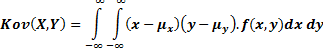 Kov(X,Y) = ∫_{-∞}^{∞} ∫_{-∞}^{∞} (x − μ_x)(y − μ_y).f(x,y)dx dy